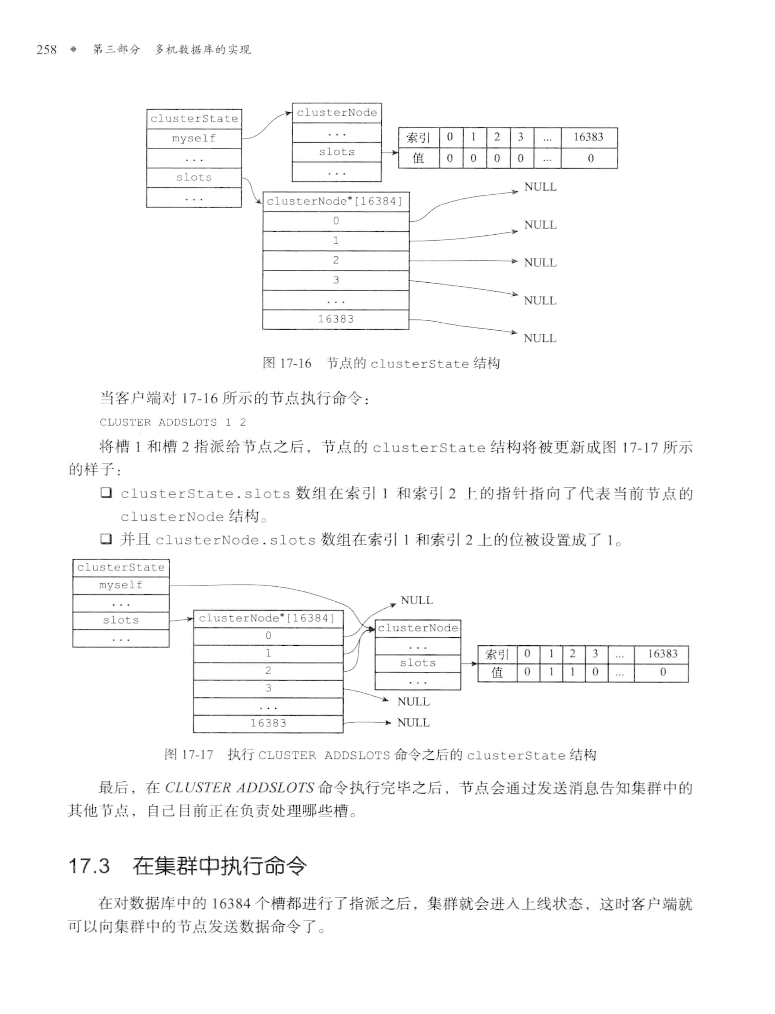 258 ◆ 第三部分 多机数据库的实现
clusterState
myself
...
slots
...
clusterNode
...
slots
...
索引 0 1 2 3 ... 16383
值 0 0 0 0 ... 0
clusterNode*[16384]
0
1
2
3
...
16383
NULL
NULL
NULL
NULL
NULL
图 17-16 节点的 clusterState 结构
当客户端对 17-16 所示的节点执行命令：
CLUSTER ADDSLOTS 1 2
将槽 1 和槽 2 指派给节点之后，节点的 clusterState 结构将被更新成图 17-17 所示
的样子：
❑ clusterState.slots 数组在索引 1 和索引 2 上的指针指向了代表当前节点的
clusterNode 结构。
❑ 并且 clusterNode.slots 数组在索引 1 和索引 2 上的位被设置成了 1。
clusterState
myself
...
slots
...
clusterNode*[16384]
0
1
2
3
...
16383
NULL
clusterNode
...
slots
...
索引 0 1 2 3 ... 16383
值 0 1 1 0 ... 0
NULL
NULL
图 17-17 执行 CLUSTER ADDSLOTS 命令之后的 clusterState 结构
最后，在 CLUSTER ADDSLOTS 命令执行完毕之后，节点会通过发送消息告知集群中的
其他节点，自己目前正在负责处理哪些槽。
17.3 在集群中执行命令
在对数据库中的 16384 个槽都进行了指派之后，集群就会进入上线状态，这时客户端就
可以向集群中的节点发送数据命令了。